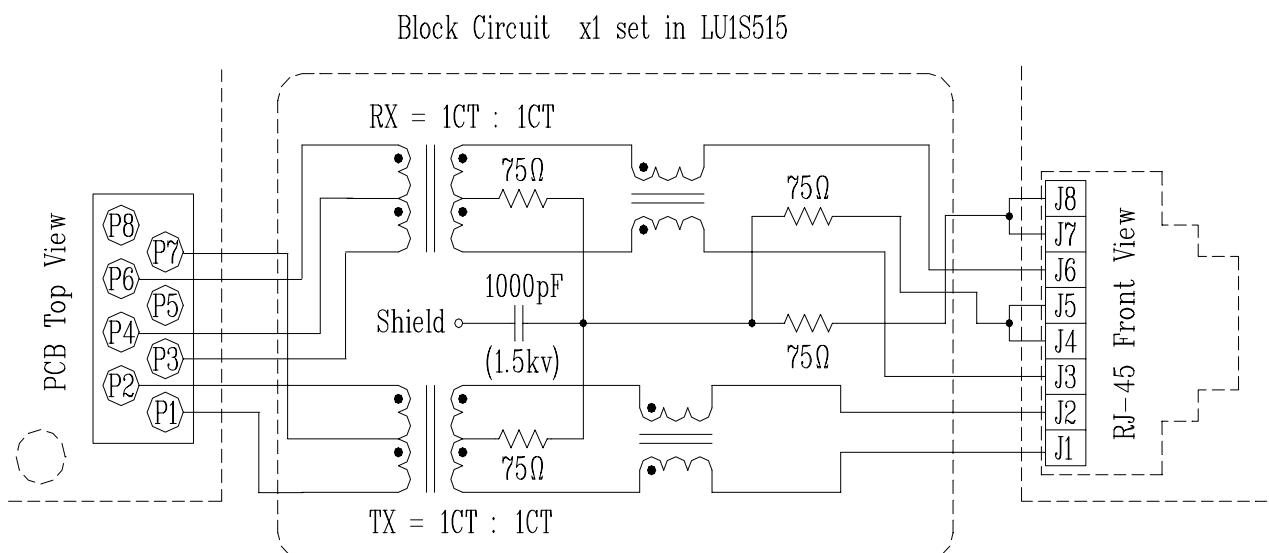 Block Circuit x1 set in LU1S515
RX = 1CT : 1CT
75Ω
75Ω
PCB Top View
P8
P7
P6
P5
P4
P3
P2
P1
1000pF
Shield
(1.5kv)
75Ω
75Ω
TX = 1CT : 1CT
J8
J7
J6
J5
J4
J3
J2
J1
RJ-45 Front View